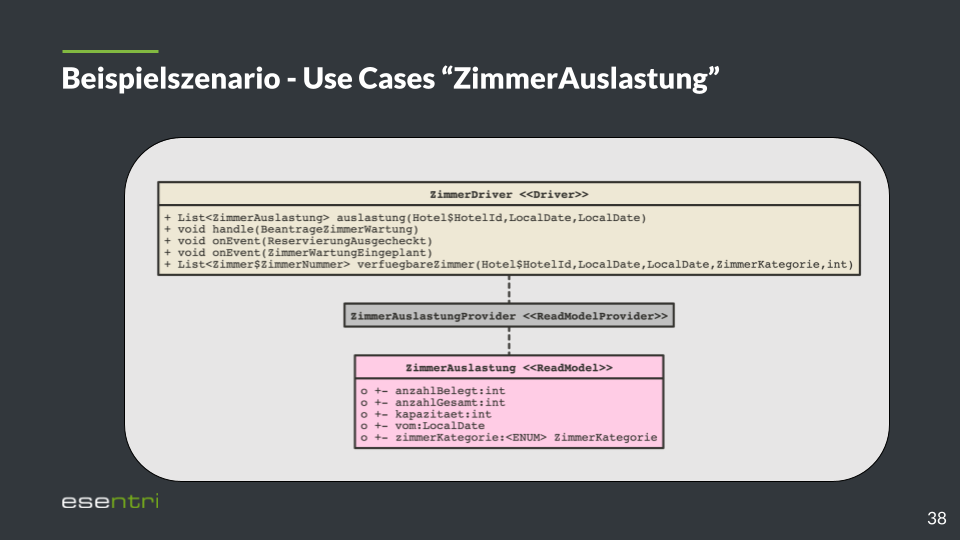 Beispielszenario - Use Cases “ZimmerAuslastung”
ZimmerDriver <<Driver>>
+ List<ZimmerAuslastung> auslastung(Hotel$HotelId,LocalDate,LocalDate)
+ void handle(BeantrageZimmerWartung)
+ void onEvent(ReservierungAusgecheckt)
+ void onEvent(ZimmerWartungEingeplant)
+ List<Zimmer$ZimmerNummer> verfuegbareZimmer(Hotel$HotelId,LocalDate,LocalDate,ZimmerKategorie,int)
ZimmerAuslastungProvider <<ReadModelProvider>>
ZimmerAuslastung <<ReadModel>>
o +- anzahlBelegt:int
o +- anzahlGesamt:int
o +- kapazitaet:int
o +- vom:LocalDate
o +- zimmerKategorie:<ENUM> ZimmerKategorie
esentri
38